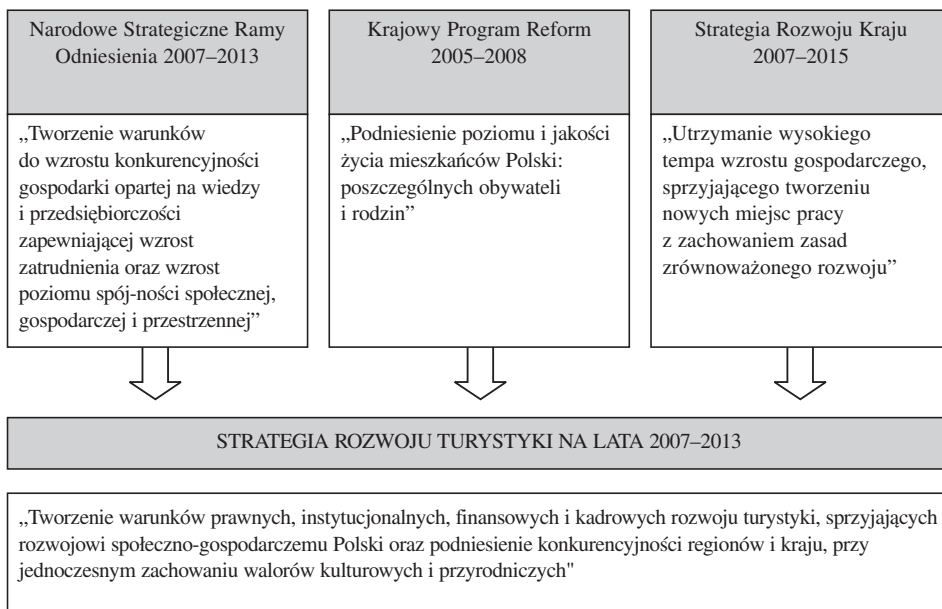 Narodowe Strategiczne Ramy
Odniesienia 2007–2013
„Tworzenie warunków
do wzrostu konkurencyjności
gospodarki opartej na wiedzy
i przedsiębiorczości
zapewniającej wzrost
zatrudnienia oraz wzrost
poziomu spój-ności społecznej,
gospodarczej i przestrzennej”
Krajowy Program Reform
2005–2008
„Podniesienie poziomu i jakości
życia mieszkańców Polski:
poszczególnych obywateli
i rodzin”
Strategia Rozwoju Kraju
2007–2015
„Utrzymanie wysokiego
tempa wzrostu gospodarczego,
sprzyjającego tworzeniu
nowych miejsc pracy
z zachowaniem zasad
zrównoważonego rozwoju”
STRATEGIA ROZWOJU TURYSTYKI NA LATA 2007–2013
„Tworzenie warunków prawnych, instytucjonalnych, finansowych i kadrowych rozwoju turystyki, sprzyjających
rozwojowi społeczno-gospodarczemu Polski oraz podniesienie konkurencyjności regionów i kraju, przy
jednoczesnym zachowaniu walorów kulturowych i przyrodniczych"